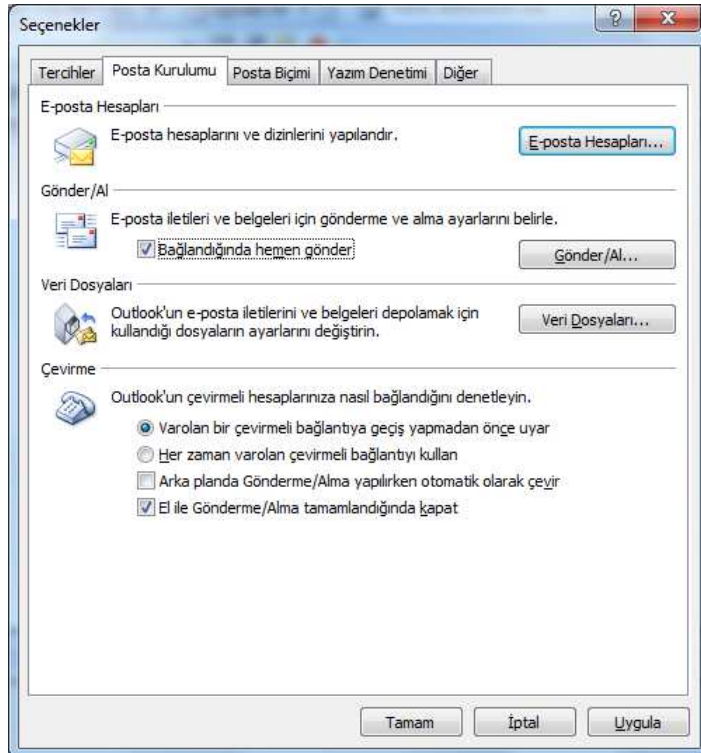 Seçenekler
Tercihler Posta Kurulumu Posta Biçimi Yazım Denetimi Diğer
E-posta Hesapları
E-posta hesaplarını ve dizinlerini yapılandır.
E-posta Hesapları...
Gönder/Al
E-posta iletileri ve belgeleri için gönderme ve alma ayarlarını belirle.
Bağlandığında hemen gönder
Gönder/Al...
Veri Dosyaları
Outlook'un e-posta iletilerini ve belgeleri depolamak için
kullandığı dosyaların ayarlarını değiştirin.
Veri Dosyaları...
Çevirme
Outlook'un çevirmeli hesaplarınıza nasıl bağlandığını denetleyin.
Varolan bir çevirmeli bağlantıya geçiş yapmadan önce uyar
Her zaman varolan çevirmeli bağlantıyı kullan
Arka planda Gönderme/Alma yapılırken otomatik olarak çevir
El ile Gönderme/Alma tamamlandığında kapat
Tamam İptal Uygula